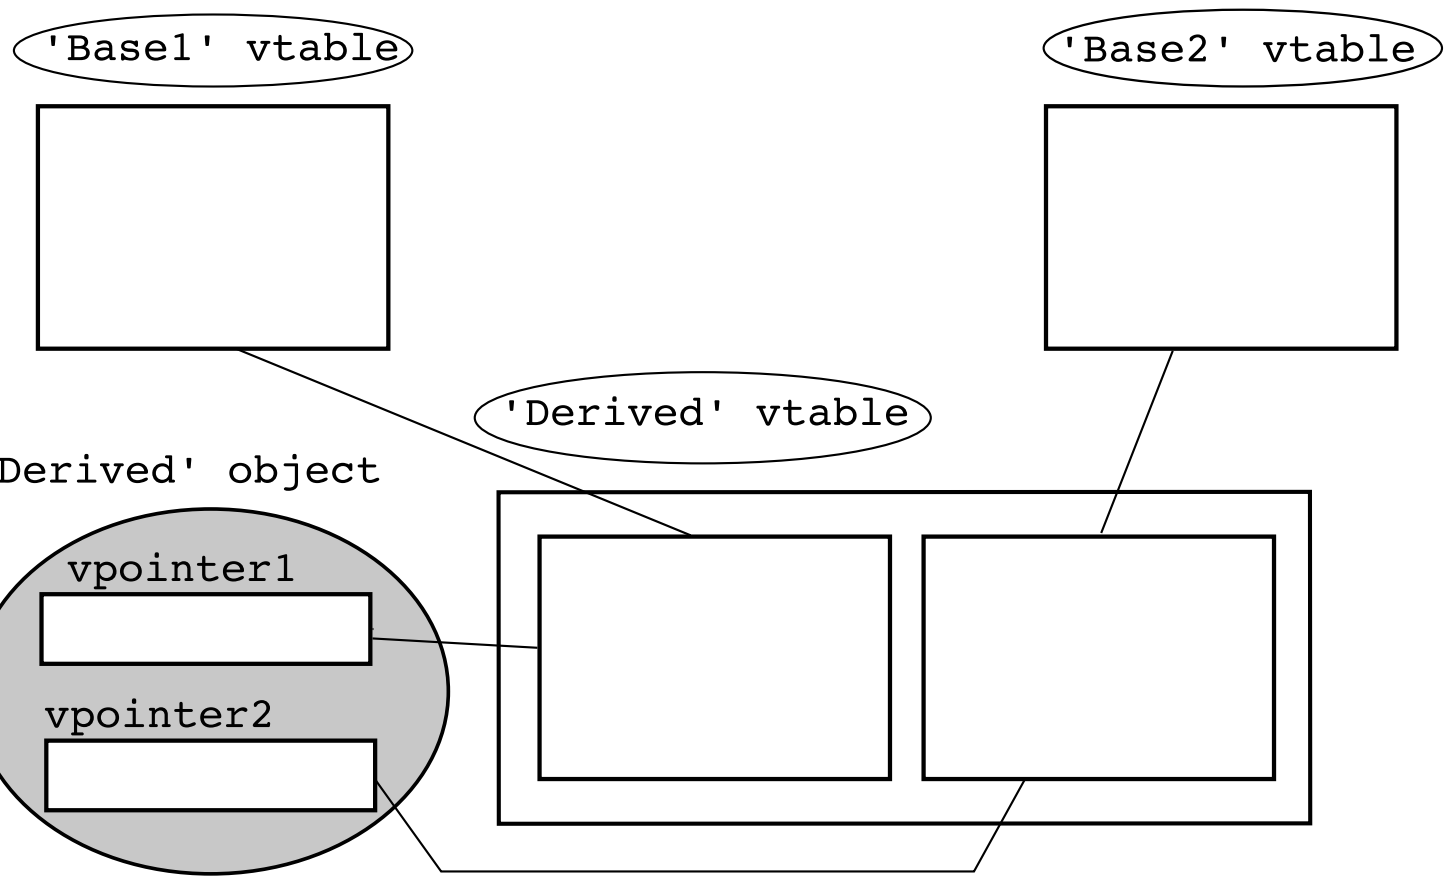 'Base1' vtable
'Base2' vtable
'Derived' vtable
Derived' object
vpointer1
vpointer2